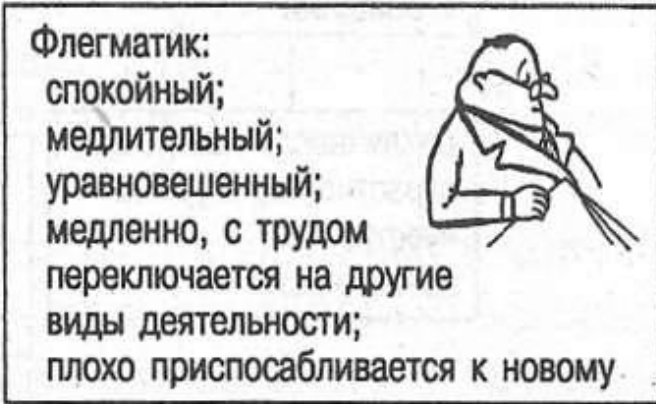 Флегматик:
спокойный;
медлительный;
уравновешенный;
медленно, с трудом
переключается на другие
виды деятельности;
плохо приспосабливается к новому